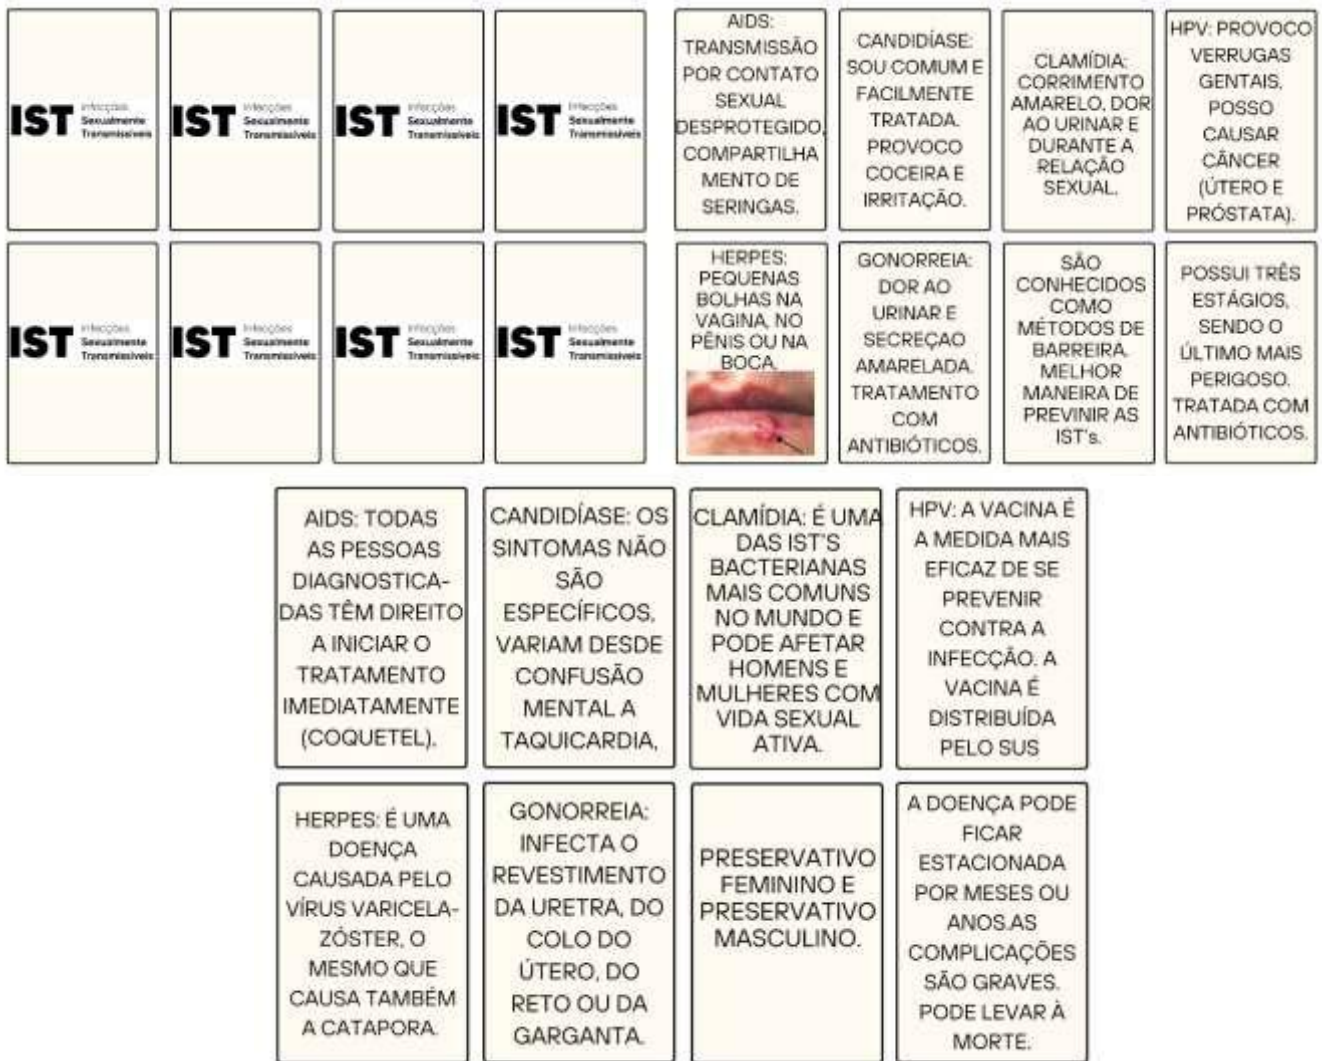 IST Infecções
Sexualmente
Transmissíveis
IST Infecções
Sexualmente
Transmissíveis
IST Infecções
Sexualmente
Transmissíveis
IST Infecções
Sexualmente
Transmissíveis
AIDS:
TRANSMISSÃO
POR CONTATO
SEXUAL
DESPROTEGIDO,
COMPARTILHA
MENTO DE
SERINGAS.
CANDIDÍASE:
SOU COMUM E
FACILMENTE
TRATADA.
PROVOCO
COCEIRA E
IRRITAÇÃO.
CLAMÍDIA:
CORRIMENTO
AMARELO, DOR
AO URINAR E
DURANTE A
RELAÇÃO
SEXUAL.
HPV: PROVOCO
VERRUGAS
GENTAIS,
POSSO
CAUSAR
CÂNCER
(ÚTERO E
PRÓSTATA).
IST Infecções
Sexualmente
Transmissíveis
IST Infecções
Sexualmente
Transmissíveis
IST Infecções
Sexualmente
Transmissíveis
IST Infecções
Sexualmente
Transmissíveis
HERPES:
PEQUENAS
BOLHAS NA
VAGINA, NO
PÊNIS OU NA
BOCA.
GONORREIA:
DOR AO
URINAR E
SECREÇAO
AMARELADA.
TRATAMENTO
COM
ANTIBIÓTICOS.
SÃO
CONHECIDOS
COMO
MÉTODOS DE
BARREIRA.
MELHOR
MANEIRA DE
PREVINIR AS
IST's.
POSSUI TRÊS
ESTÁGIOS,
SENDO O
ÚLTIMO MAIS
PERIGOSO.
TRATADA COM
ANTIBIÓTICOS.
AIDS: TODAS
AS PESSOAS
DIAGNOSTICA-
DAS TÊM DIREITO
A INICIAR O
TRATAMENTO
IMEDIATAMENTE
(COQUETEL).
CANDIDÍASE: OS
SINTOMAS NÃO
SÃO
ESPECÍFICOS,
VARIAM DESDE
CONFUSÃO
MENTAL A
TAQUICARDIA,
CLAMÍDIA: É UMA
DAS IST'S
BACTERIANAS
MAIS COMUNS
NO MUNDO E
PODE AFETAR
HOMENS E
MULHERES COM
VIDA SEXUAL
ATIVA.
HPV: A VACINA É
A MEDIDA MAIS
EFICAZ DE SE
PREVENIR
CONTRA A
INFECÇÃO. A
VACINA É
DISTRIBUÍDA
PELO SUS
HERPES: É UMA
DOENÇA
CAUSADA PELO
VÍRUS VARICELA-
ZÓSTER, O
MESMO QUE
CAUSA TAMBÉM
A CATAPORA.
GONORREIA:
INFECTA O
REVESTIMENTO
DA URETRA, DO
COLO DO
ÚTERO, DO
RETO OU DA
GARGANTA.
PRESERVATIVO
FEMININO E
PRESERVATIVO
MASCULINO.
A DOENÇA PODE
FICAR
ESTACIONADA
POR MESES OU
ANOS.AS
COMPLICAÇÕES
SÃO GRAVES.
PODE LEVAR À
MORTE.